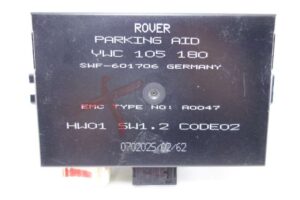 ROVER
PARKING AID
YWC 105 180
SWF-601706 GERMANY
EMC TYPE NO: A0047
HW01 SW1.2 CODE02
0702025/02/62